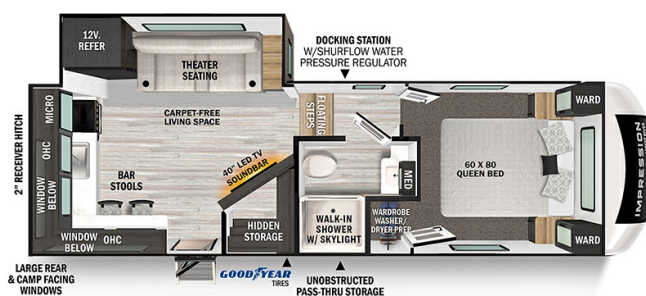 12V.
REFER
THEATER
SEATING
DOCKING STATION
W/SHURFLOW WATER
PRESSURE REGULATOR
CARPET-FREE
LIVING SPACE
FLOATING
STEPS
WARD
MICRO
OHC
WINDOW
BELOW
2" RECEIVER HITCH
BAR
STOOLS
40" LED TV
SOUNDBAR
MED
60 X 80
QUEEN BED
IMPRESSION
HIDDEN
STORAGE
WALK-IN
SHOWER
W/ SKYLIGHT
WARDROBE
WASHER/
DRYER PREP
WARD
WINDOW
BELOW
OHC
LARGE REAR
& CAMP FACING
WINDOWS
GOODYEAR
TIRES
UNOBSTRUCTED
PASS-THRU STORAGE